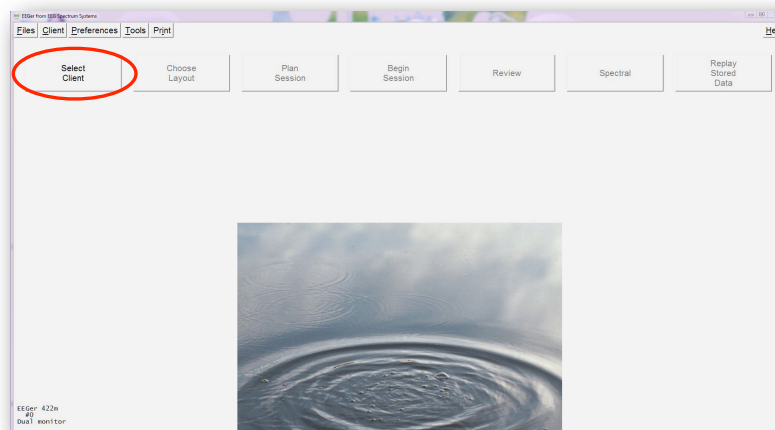 EEGer from EEG Spectrum Systems
Files Client Preferences Tools Print
Select
Client
Choose
Layout
Plan
Session
Begin
Session
Review
Spectral
Replay
Stored
Data
EEGer 422m
#0
Dual monitor